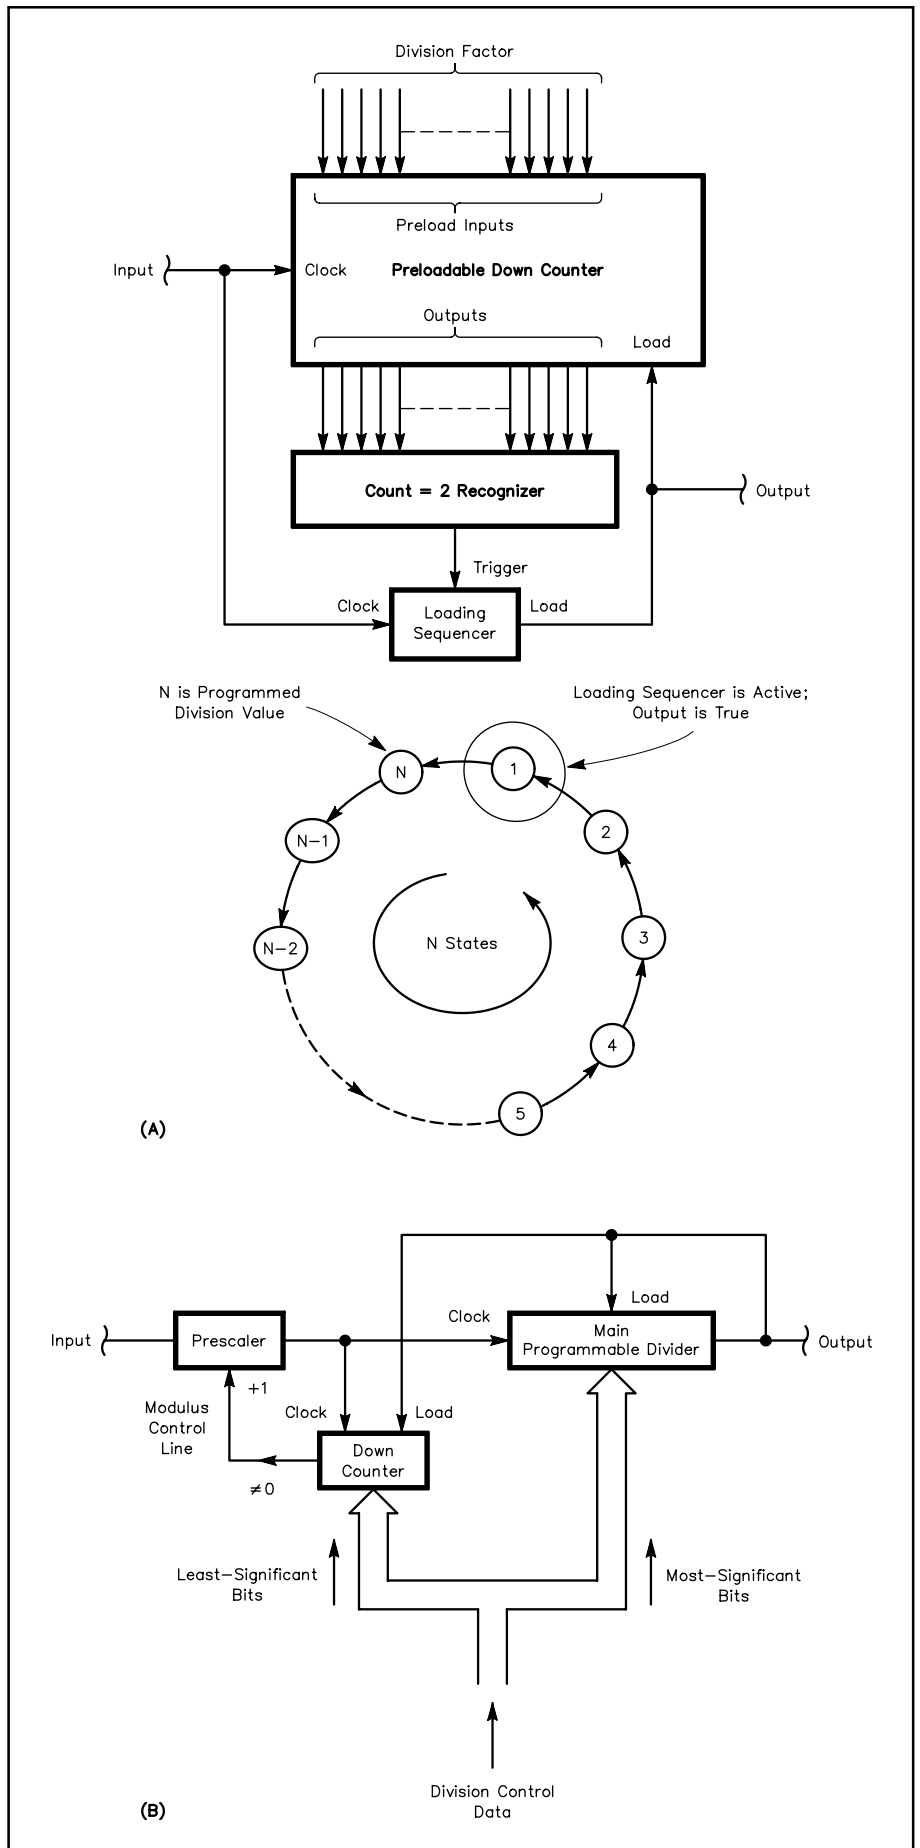 Division Factor
Preload Inputs
Input
Clock
Preloadable Down Counter
Outputs
Load
Count = 2 Recognizer
Output
Trigger
Clock
Loading
Sequencer
Load
N is Programmed
Division Value
Loading Sequencer is Active;
Output is True
N
1
N-1
2
N-2
N States
3
4
5
(A)
Load
Clock
Input
Prescaler
Main
Programmable Divider
Output
+1
Modulus
Control
Line
Clock
Load
Down
Counter
≠0
Least-Significant
Bits
Most-Significant
Bits
Division Control
Data
(B)